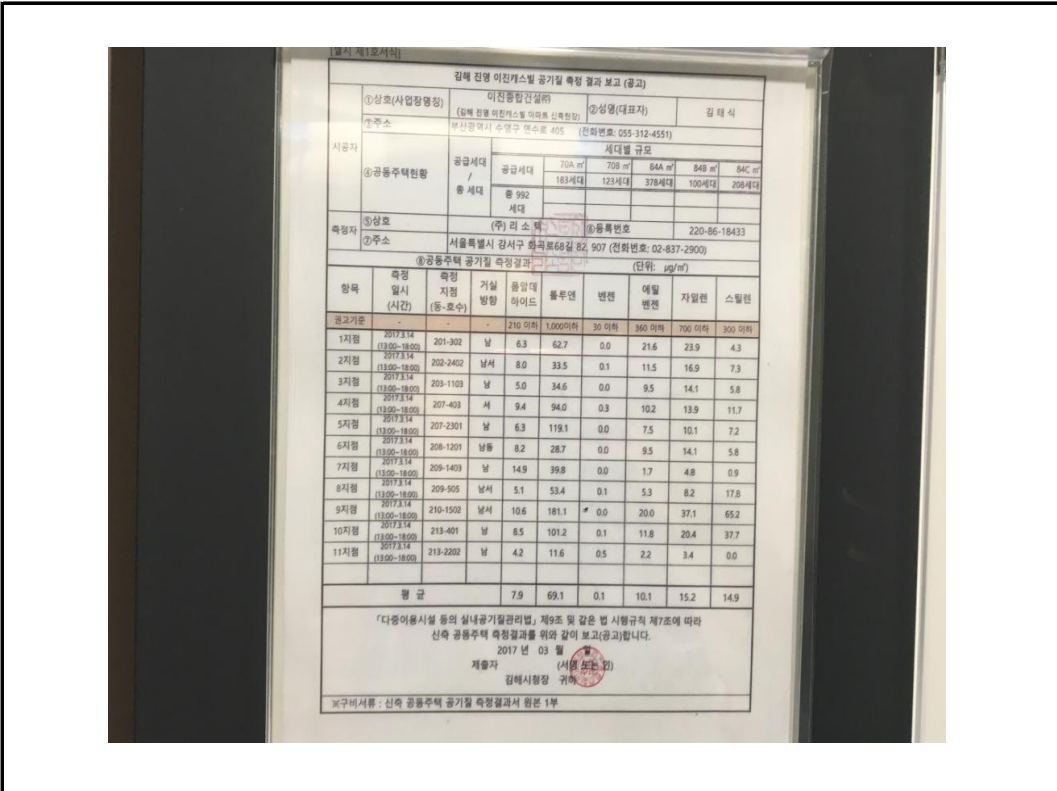 [별지 제1호서식]
김해 진영 이진캐스빌 공기질 측정 결과 보고 (공고)
시공자
①상호(사업장명칭) 이진종합건설㈜ (김해 진영 이진캐스빌 아파트 신축현장) ②성명(대표자) 김 태 식
③주소 부산광역시 수영구 연수로 405 (전화번호: 055-312-4551)
④공동주택현황 공급세대 / 총 세대 세대별 규모
공급세대 70A ㎡ 70B ㎡ 84A ㎡ 84B ㎡ 84C ㎡
183세대 123세대 378세대 100세대 208세대
총 992 세대
측정자
⑤상호 (주) 리 소 텍 ⑥등록번호 220-86-18433
⑦주소 서울특별시 강서구 화곡로68길 82, 907 (전화번호: 02-837-2900)
⑧공동주택 공기질 측정결과 (단위: μg/㎥)
항목 측정 일시 (시간) 측정 지점 (동-호수) 거실 방향 폼알데하이드 톨루엔 벤젠 에틸벤젠 자일렌 스틸렌
권고기준 - - - 210 이하 1,000이하 30 이하 360 이하 700 이하 300 이하
1지점 2017.3.14 (13:00~18:00) 201-302 남 6.3 62.7 0.0 21.6 23.9 4.3
2지점 2017.3.14 (13:00~18:00) 202-2402 남서 8.0 33.5 0.1 11.5 16.9 7.3
3지점 2017.3.14 (13:00~18:00) 203-1103 남 5.0 34.6 0.0 9.5 14.1 5.8
4지점 2017.3.14 (13:00~18:00) 207-403 서 9.4 94.0 0.3 10.2 13.9 11.7
5지점 2017.3.14 (13:00~18:00) 207-2301 남 6.3 119.1 0.0 7.5 10.1 7.2
6지점 2017.3.14 (13:00~18:00) 208-1201 남동 8.2 28.7 0.0 9.5 14.1 5.8
7지점 2017.3.14 (13:00~18:00) 209-1403 남 14.9 39.8 0.0 1.7 4.8 0.9
8지점 2017.3.14 (13:00~18:00) 209-505 남서 5.1 53.4 0.1 5.3 8.2 17.8
9지점 2017.3.14 (13:00~18:00) 210-1502 남서 10.6 181.1 0.0 20.0 37.1 65.2
10지점 2017.3.14 (13:00~18:00) 213-401 남 8.5 101.2 0.1 11.8 20.4 37.7
11지점 2017.3.14 (13:00~18:00) 213-2202 남 4.2 11.6 0.5 2.2 3.4 0.0
평 균 7.9 69.1 0.1 10.1 15.2 14.9
「다중이용시설 등의 실내공기질관리법」 제9조 및 같은 법 시행규칙 제7조에 따라
신축 공동주택 측정결과를 위와 같이 보고(공고)합니다.
2017 년 03 월 일
제출자 (서명 또는 인)
김해시청장 귀하
※구비서류 : 신축 공동주택 공기질 측정결과서 원본 1부